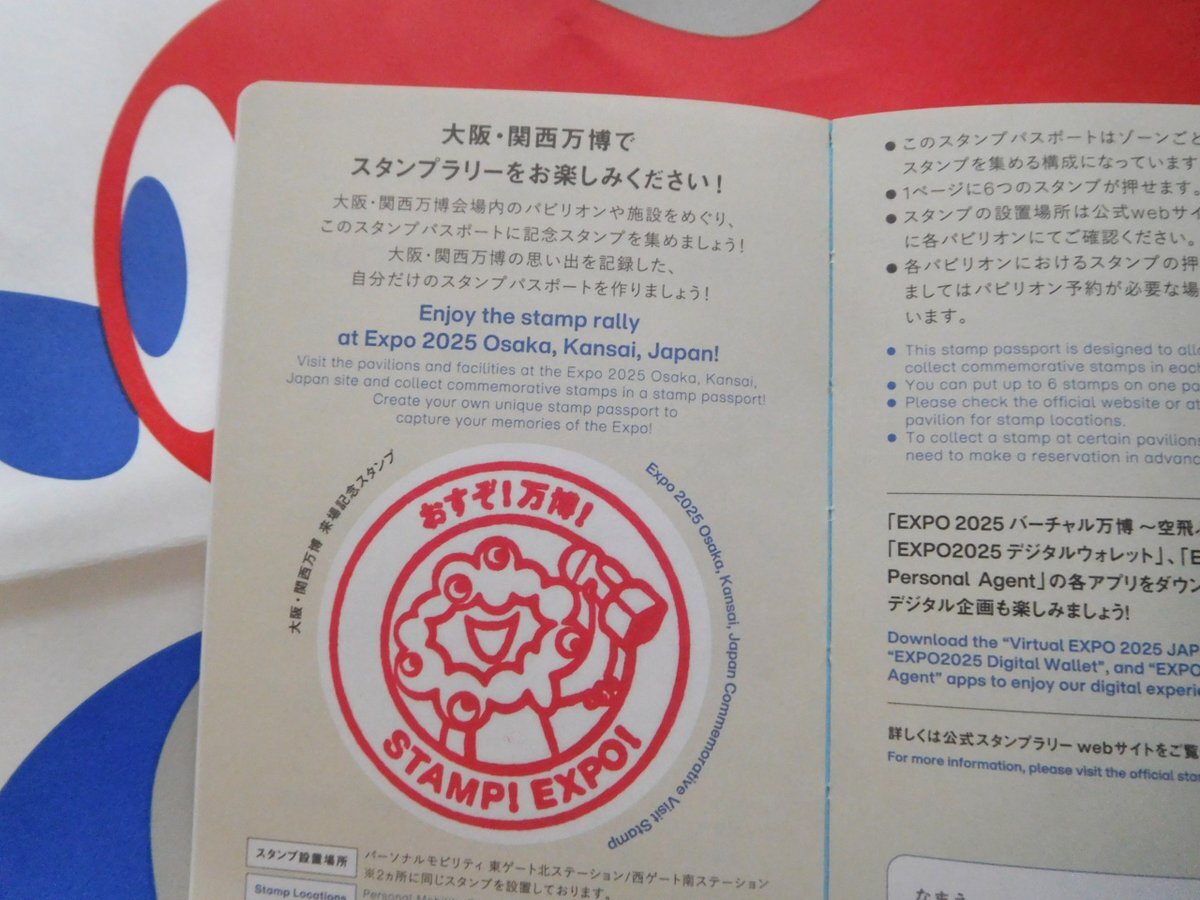 大阪・関西万博で
スタンプラリーをお楽しみください！
大阪・関西万博会場内のパビリオンや施設をめぐり、
このスタンプパスポートに記念スタンプを集めましょう！
大阪・関西万博の思い出を記録した、
自分だけのスタンプパスポートを作りましょう！
Enjoy the stamp rally
at Expo 2025 Osaka, Kansai, Japan!
Visit the pavilions and facilities at the Expo 2025 Osaka, Kansai,
Japan site and collect commemorative stamps in a stamp passport!
Create your own unique stamp passport to
capture your memories of the Expo!
大阪・関西万博 来場記念スタンプ
Expo 2025 Osaka, Kansai, Japan Commemorative Visit Stamp
おすぞ！万博！
STAMP! EXPO!
スタンプ設置場所
パーソナルモビリティ 東ゲート北ステーション/西ゲート南ステーション
※2ヵ所に同じスタンプを設置しております。
Stamp Locations
Personal
●このスタンプパスポートはゾーンごと
スタンプを集める構成になっています
●1ページに6つのスタンプが押せます。
●スタンプの設置場所は公式webサイ
に各パビリオンにてご確認ください。
●各パビリオンにおけるスタンプの押
ましてはパビリオン予約が必要な場
います。
●This stamp passport is designed to all
collect commemorative stamps in each
●You can put up to 6 stamps on one pa
●Please check the official website or at
pavilion for stamp locations.
●To collect a stamp at certain pavilions
need to make a reservation in advan
「EXPO 2025 バーチャル万博 ～空飛
「EXPO2025 デジタルウォレット」、「E
Personal Agent」の各アプリをダウン
デジタル企画も楽しみましょう！
Download the “Virtual EXPO 2025 JAP
“EXPO2025 Digital Wallet”, and “EXPO
Agent” apps to enjoy our digital experie
詳しくは公式スタンプラリー webサイトをご覧
For more information, please visit the official sta
なまえ